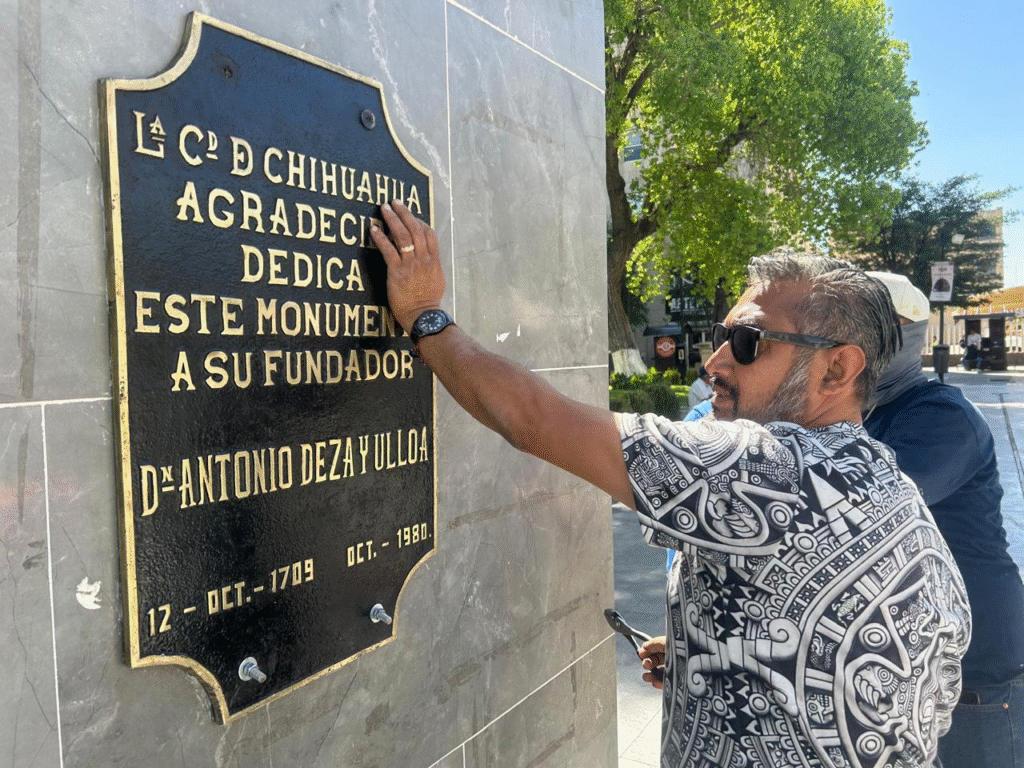 LA CD D CHIHUAHUA
AGRADECI
DEDICA
ESTE MONUMEN
A SU FUNDADOR
DN ANTONIO DEZA Y ULLOA
12 - OCT. - 1709
OCT. - 1980.